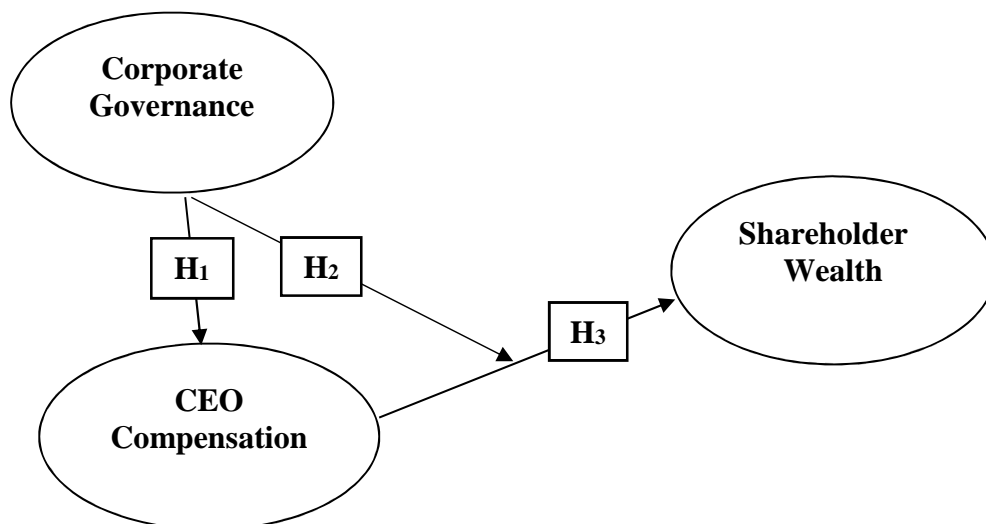 Corporate
Governance
Shareholder
Wealth
H₁
H₂
H₃
CEO
Compensation